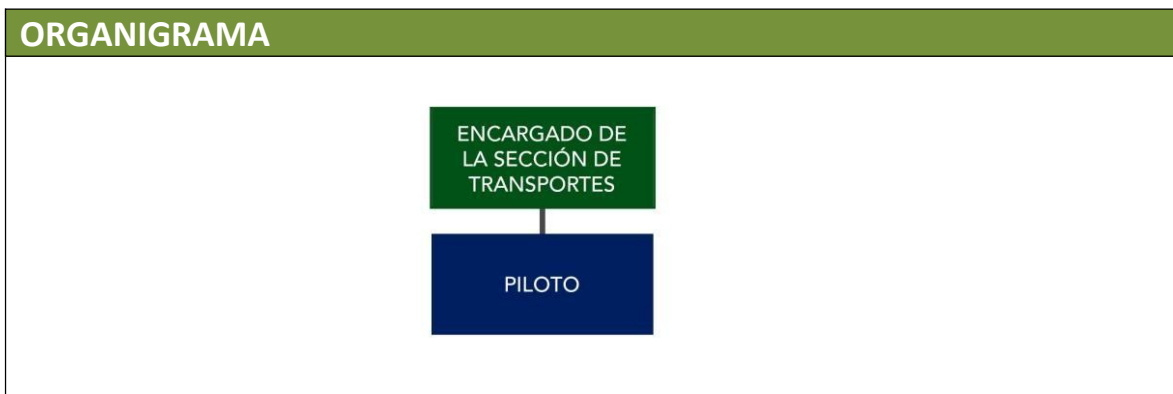 ORGANIGRAMA
ENCARGADO DE
LA SECCIÓN DE
TRANSPORTES
PILOTO